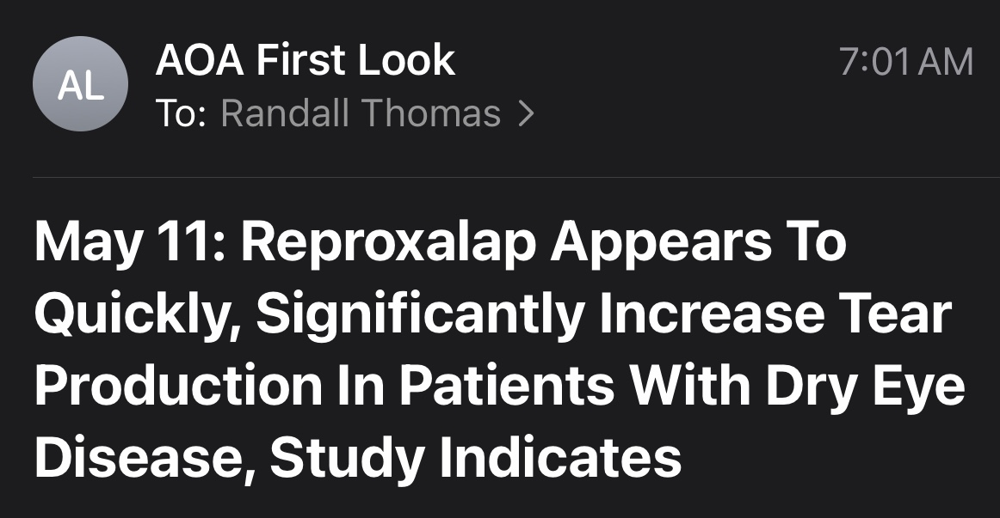 AL
AOA First Look
7:01 AM
To: Randall Thomas >
May 11: Reproxalap Appears To
Quickly, Significantly Increase Tear
Production In Patients With Dry Eye
Disease, Study Indicates